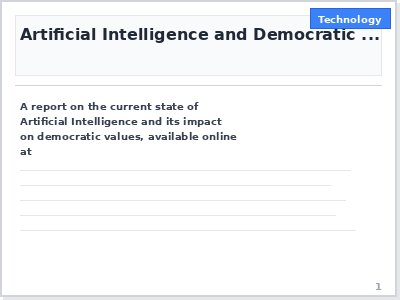 Technology
Artificial Intelligence and Democratic ...
A report on the current state of
Artificial Intelligence and its impact
on democratic values, available online
at
1